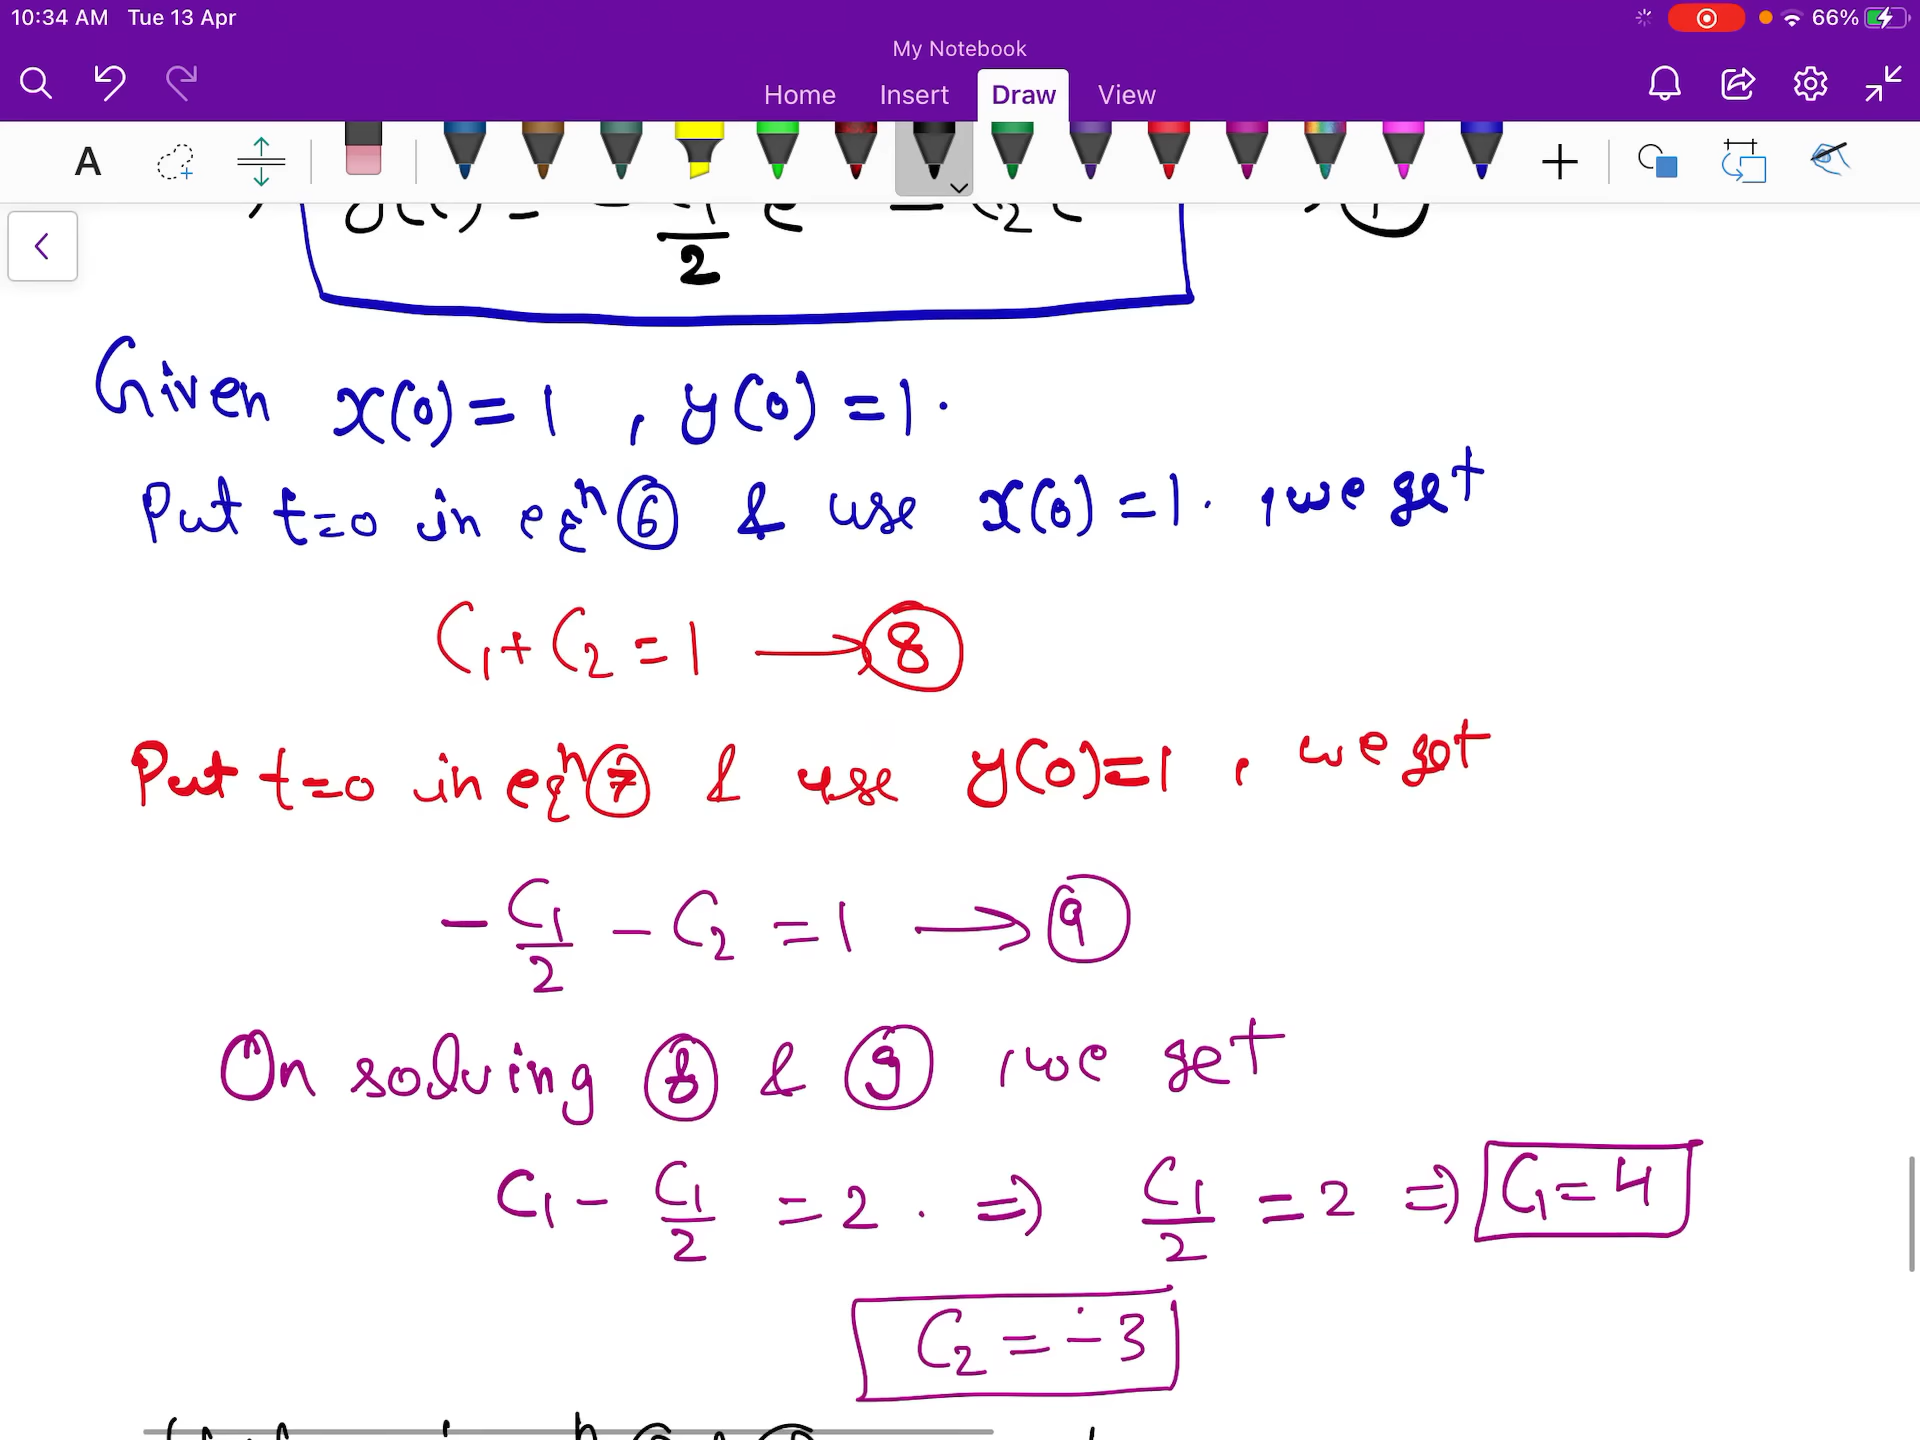 10:34 AM Tue 13 Apr
66%
My Notebook
Home Insert Draw View
A
2
Given x(0) = 1 , y(0) = 1.
Put t=0 in eqⁿ ⑥ & use x(0) = 1. , we get
C₁ + C₂ = 1 → ⑧
Put t=0 in eqⁿ ⑦ & use y(0)=1 , we get
- C₁/2 - C₂ = 1 → ⑨
On solving ⑧ & ⑨ , we get
C₁ - C₁/2 = 2 . ⇒ C₁/2 = 2 ⇒ C₁ = 4
C₂ = -3